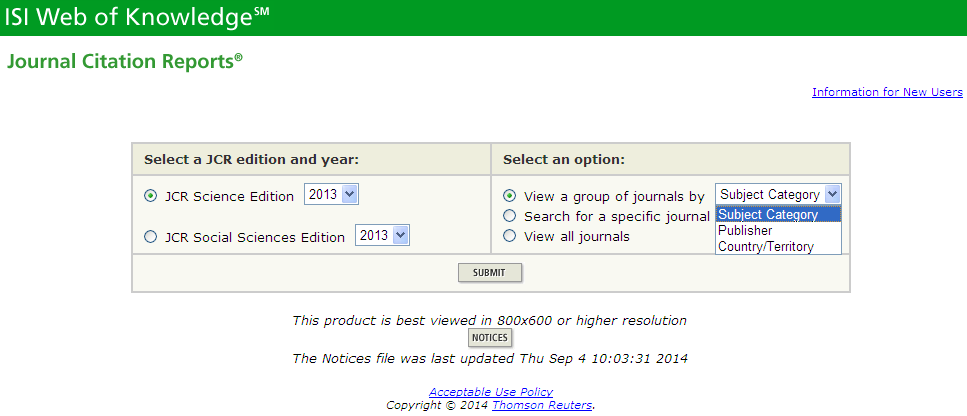 ISI Web of Knowledge℠
Journal Citation Reports®
Information for New Users
Select a JCR edition and year:
Select an option:
JCR Science Edition 2013
View a group of journals by Subject Category
Subject Category
Search for a specific journal
Publisher
JCR Social Sciences Edition 2013
View all journals
Country/Territory
SUBMIT
This product is best viewed in 800x600 or higher resolution
NOTICES
The Notices file was last updated Thu Sep 4 10:03:31 2014
Acceptable Use Policy
Copyright © 2014 Thomson Reuters.